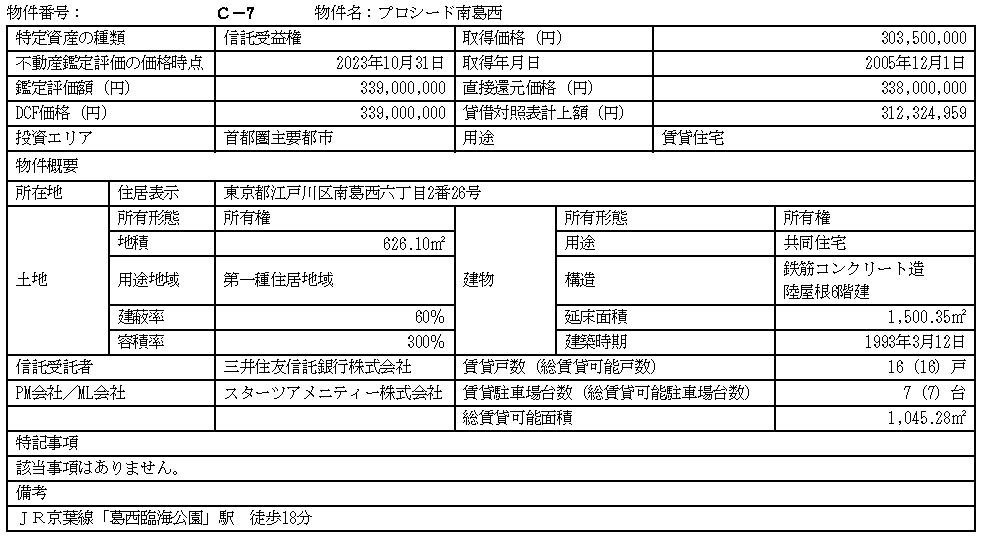 物件番号： Ｃ－7 物件名：プロシード南葛西
特定資産の種類 信託受益権 取得価格（円） 303,500,000
不動産鑑定評価の価格時点 2023年10月31日 取得年月日 2005年12月1日
鑑定評価額（円） 339,000,000 直接還元価格（円） 338,000,000
DCF価格（円） 339,000,000 貸借対照表計上額（円） 312,324,959
投資エリア 首都圏主要都市 用途 賃貸住宅
物件概要
所在地 住居表示 東京都江戸川区南葛西六丁目2番26号
所有形態 所有権 所有形態 所有権
地積 626.10㎡ 用途 共同住宅
土地 用途地域 第一種住居地域 建物 構造 鉄筋コンクリート造
陸屋根6階建
建蔽率 60％ 延床面積 1,500.35㎡
容積率 300％ 建築時期 1993年3月12日
信託受託者 三井住友信託銀行株式会社 賃貸戸数（総賃貸可能戸数） 16（16）戸
PM会社／ML会社 スターツアメニティー株式会社 賃貸駐車場台数（総賃貸可能駐車場台数） 7（7）台
総賃貸可能面積 1,045.28㎡
特記事項
該当事項はありません。
備考
ＪＲ京葉線「葛西臨海公園」駅　徒歩18分